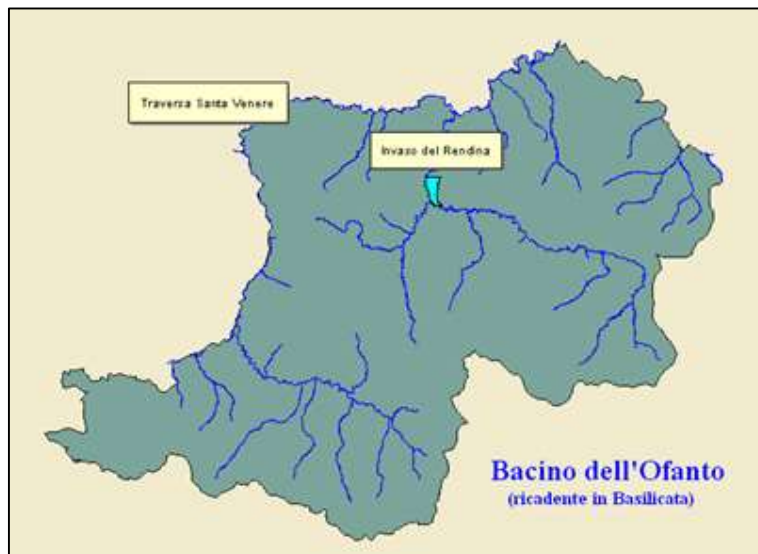 Traversa Santa Venere
Invaso del Rendina
Bacino dell'Ofanto
(ricadente in Basilicata)